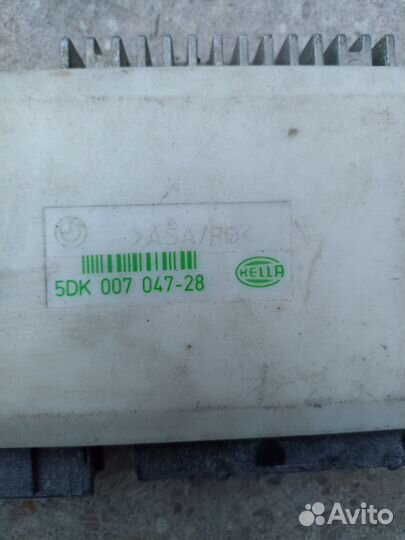 >ASA/PC<
5DK 007 047-28
HELLA
Avito